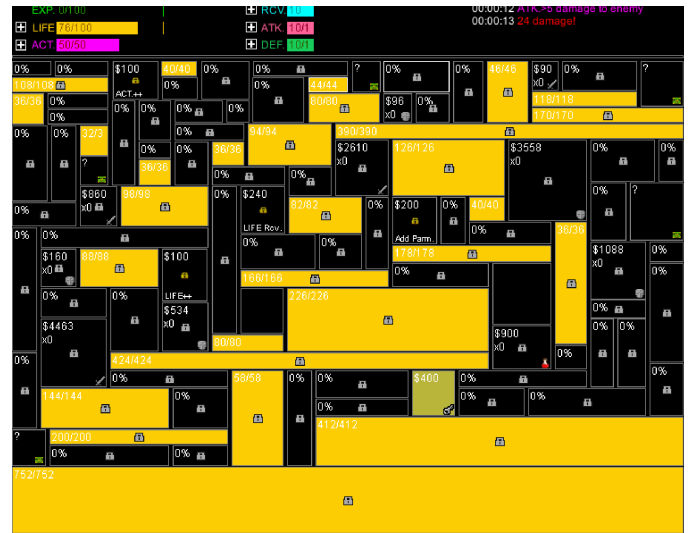 EXP. 0/100
RCV. 10
00:00:12 ATK.>5 damage to enemy
LIFE 76/100
ATK. 10/1
00:00:13 24 damage!
ACT. 50/50
DEF. 10/1
0% 0% $100 40/40 0% 0% ? 0% 0% 46/46 $90 0% ?
x0
108/108 0% 44/44
ACT.++
36/36 0% 0% 0% 0% 0% 80/80 $96 0% 118/118
x0 170/170
0% 0% 32/3 0% 94/94 390/390
0% 36/36 $2610 126/126 $3558 0% 0%
x0 x0
? 36/36 0% 0%
$860 98/98 0% $240 82/82 0% $200 0% 40/40 0% ?
x0
0% LIFE Rcv. 0% 36/36
Add Parm.
0% 0% 0% 0% 178/178 $1088 0%
$160 88/88 $100 x0
x0 166/166 0% 0%
0% 0% LIFE++ 226/226
$534 0%
x0
$4463 $900 0% 0%
x0 x0
80/80 0%
0% 424/424
0% 58/58 0% 0% $400 0% 0%
144/144 0% 0% 0% 0%
412/412
? 200/200
0% 0%
752/752